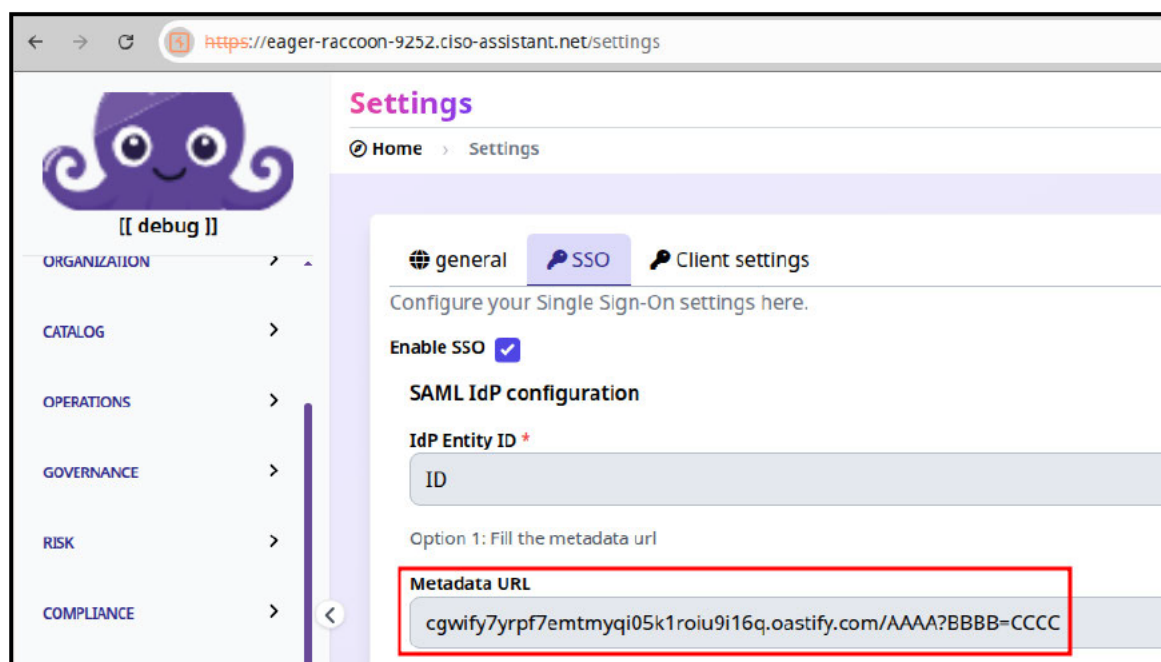 https://eager-raccoon-9252.ciso-assistant.net/settings
Settings
Home > Settings
[[ debug ]]
ORGANIZATION
CATALOG
OPERATIONS
GOVERNANCE
RISK
COMPLIANCE
general SSO Client settings
Configure your Single Sign-On settings here.
Enable SSO
SAML IdP configuration
IdP Entity ID *
ID
Option 1: Fill the metadata url
Metadata URL
cgwify7yrpf7emtmyqi05k1roiu9i16q.oastify.com/AAAA?BBBB=CCCC